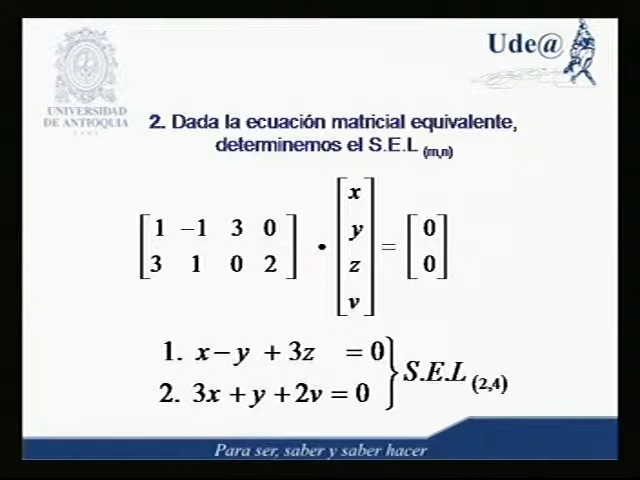 Ude@
UNIVERSIDAD
DE ANTIOQUIA
2. Dada la ecuación matricial equivalente,
determinemos el S.E.L (m,n)
[1 −1 3 0
3 1 0 2] • [x
y
z
v] = [0
0]
1. x − y + 3z = 0
2. 3x + y + 2v = 0 } S.E.L (2,4)
Para ser, saber y saber hacer